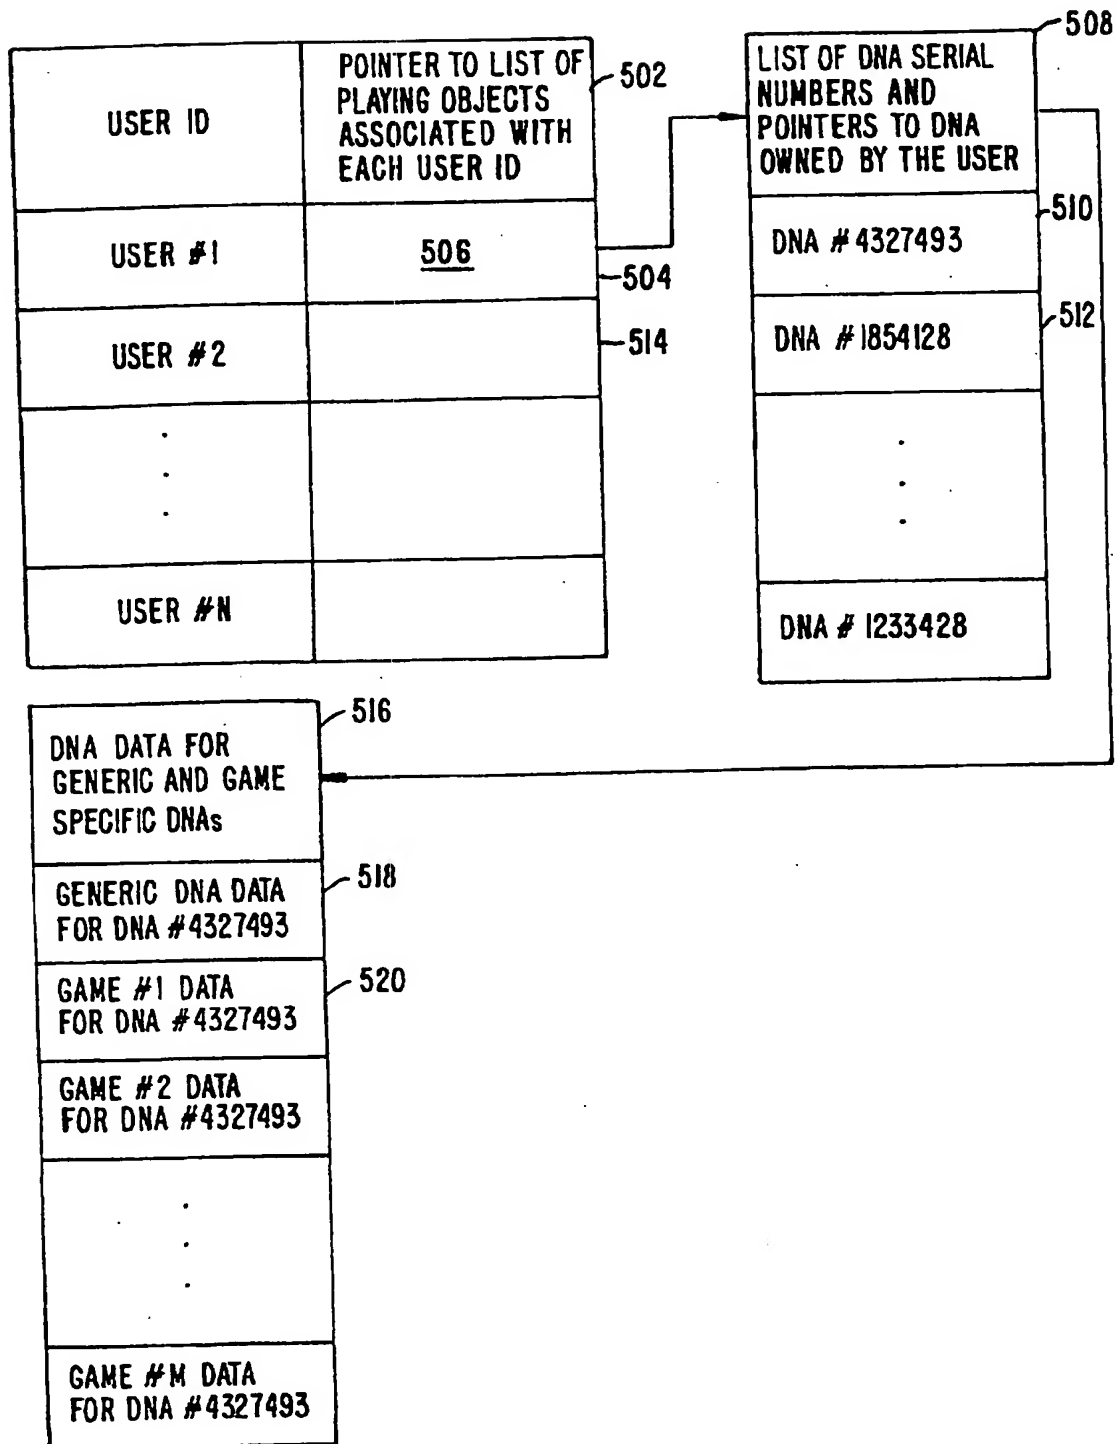 USER ID
POINTER TO LIST OF
PLAYING OBJECTS
ASSOCIATED WITH
EACH USER ID
502
USER #1
506
504
USER #2
514
USER #N
508
LIST OF DNA SERIAL
NUMBERS AND
POINTERS TO DNA
OWNED BY THE USER
510
DNA #4327493
512
DNA #1854128
DNA # 1233428
516
DNA DATA FOR
GENERIC AND GAME
SPECIFIC DNAs
518
GENERIC DNA DATA
FOR DNA #4327493
520
GAME #1 DATA
FOR DNA #4327493
GAME #2 DATA
FOR DNA #4327493
GAME #M DATA
FOR DNA #4327493